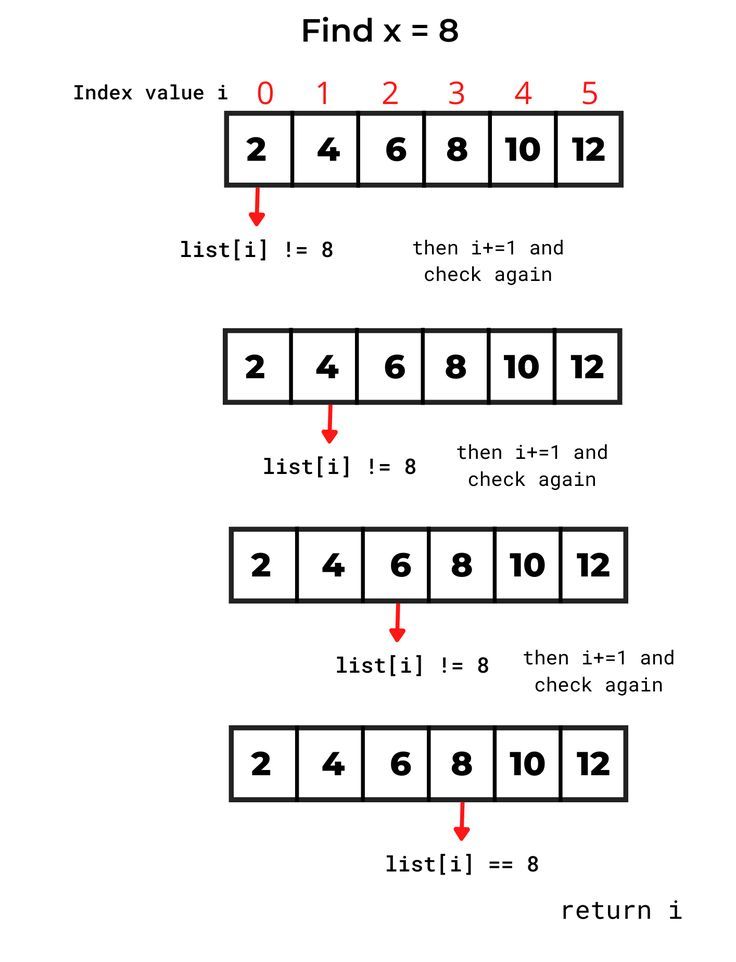 Find x = 8
Index value i 0 1 2 3 4 5
2 4 6 8 10 12
list[i] != 8
then i+=1 and
check again
2 4 6 8 10 12
list[i] != 8
then i+=1 and
check again
2 4 6 8 10 12
list[i] != 8
then i+=1 and
check again
2 4 6 8 10 12
list[i] == 8
return i